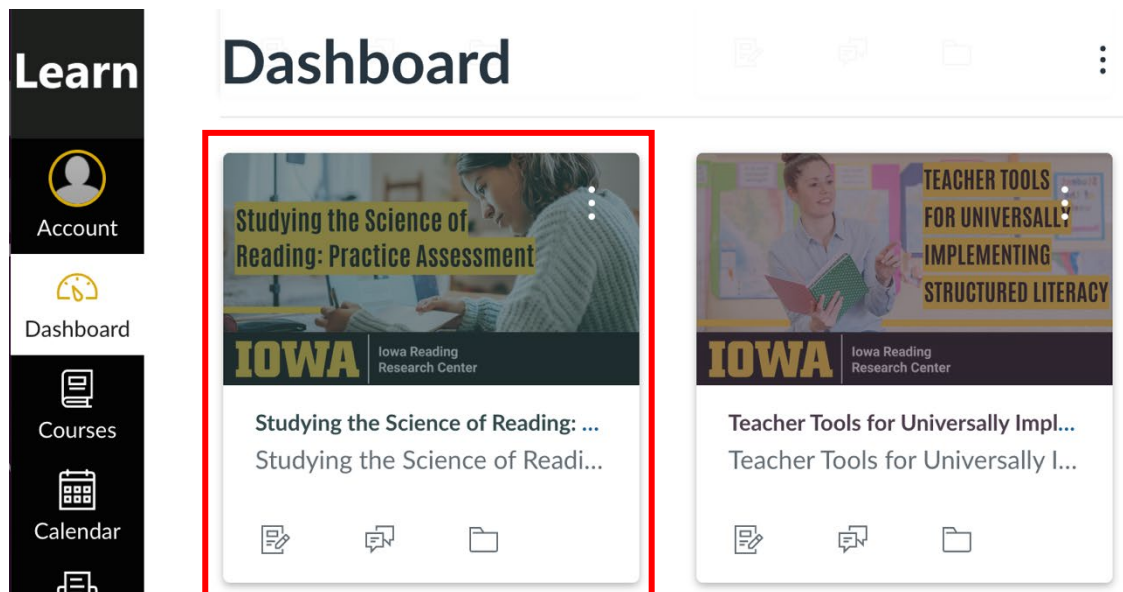 Learn
Account
Dashboard
Courses
Calendar
Dashboard
Studying the Science of
Reading: Practice Assessment
IOWA
Iowa Reading
Research Center
Studying the Science of Reading: ...
Studying the Science of Readi...
TEACHER TOOLS
FOR UNIVERSALLY
IMPLEMENTING
STRUCTURED LITERACY
IOWA
Iowa Reading
Research Center
Teacher Tools for Universally Impl...
Teacher Tools for Universally I...